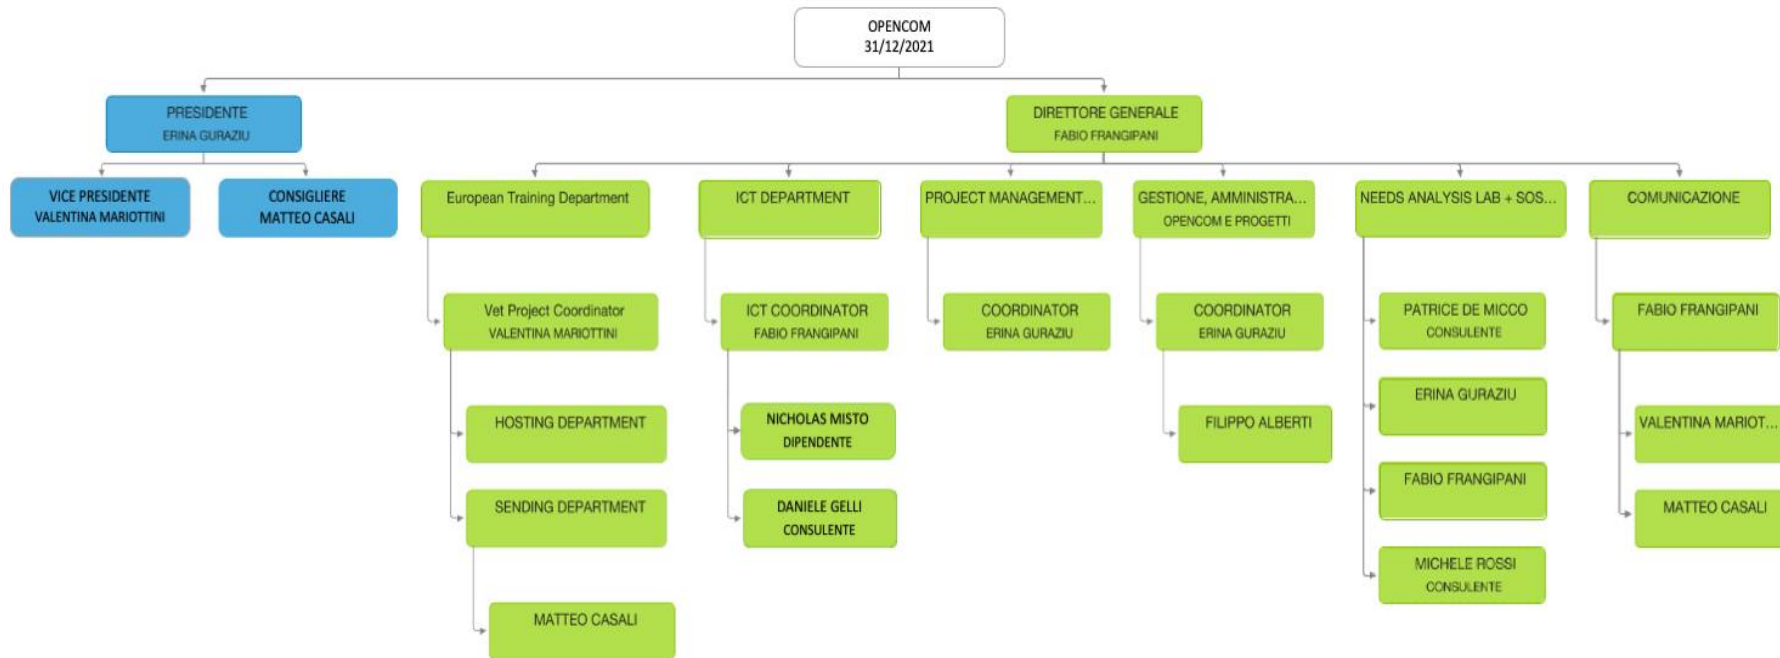 OPENCOM
31/12/2021
PRESIDENTE
ERINA GURAZIU
DIRETTORE GENERALE
FABIO FRANGIPANI
VICE PRESIDENTE
VALENTINA MARIOTTINI
CONSIGLIERE
MATTEO CASALI
European Training Department
ICT DEPARTMENT
PROJECT MANAGEMENT...
GESTIONE, AMMINISTRA...
OPENCOM E PROGETTI
NEEDS ANALYSIS LAB + SOS...
COMUNICAZIONE
Vet Project Coordinator
VALENTINA MARIOTTINI
ICT COORDINATOR
FABIO FRANGIPANI
COORDINATOR
ERINA GURAZIU
COORDINATOR
ERINA GURAZIU
PATRICE DE MICCO
CONSULENTE
FABIO FRANGIPANI
HOSTING DEPARTMENT
NICHOLAS MISTO
DIPENDENTE
FILIPPO ALBERTI
ERINA GURAZIU
VALENTINA MARIOT...
SENDING DEPARTMENT
DANIELE GELLI
CONSULENTE
FABIO FRANGIPANI
MATTEO CASALI
MATTEO CASALI
MICHELE ROSSI
CONSULENTE